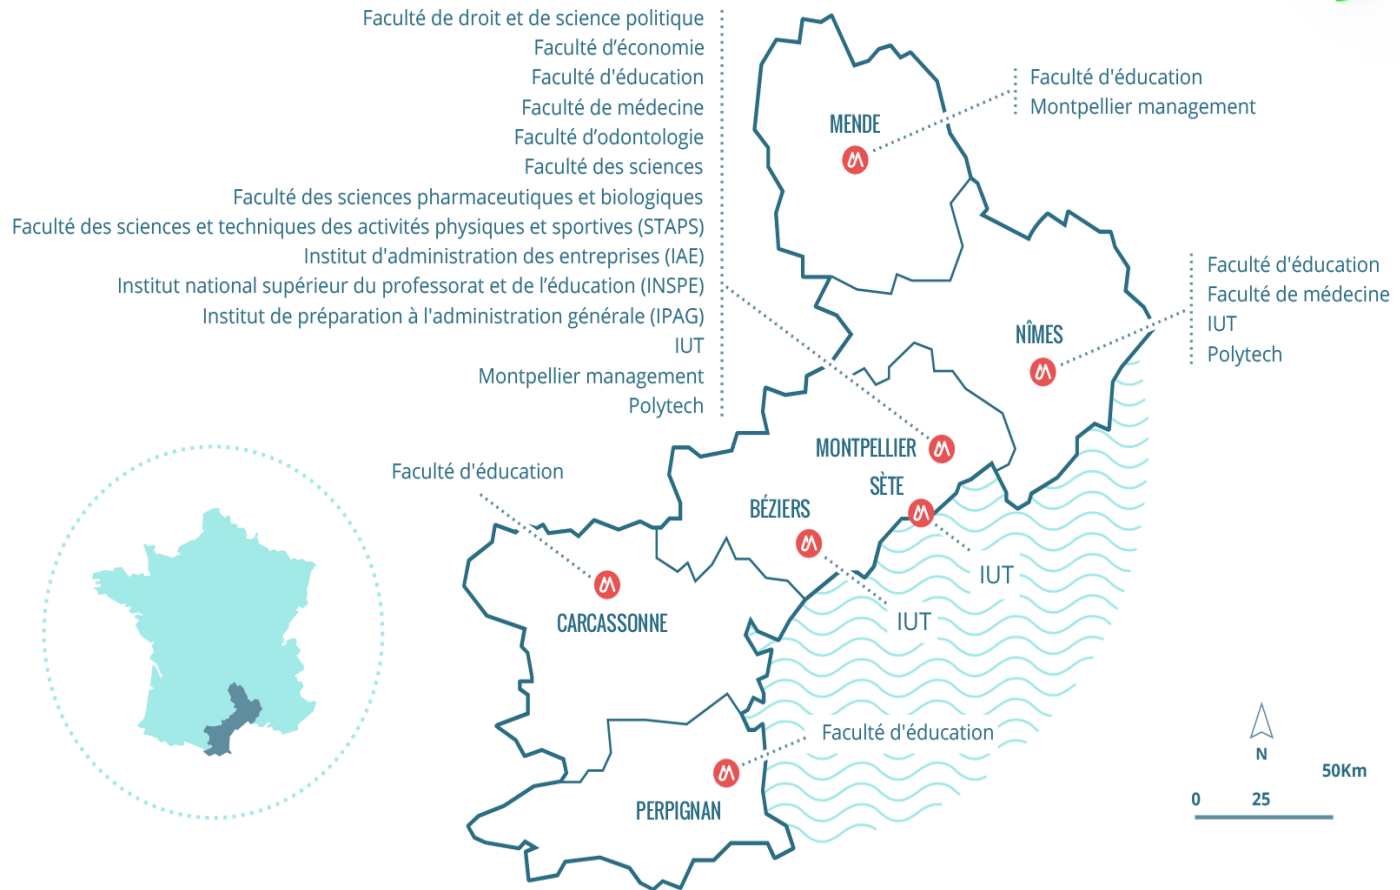 Faculté de droit et de science politique
Faculté d’économie
Faculté d'éducation
Faculté de médecine
Faculté d’odontologie
Faculté des sciences
Faculté des sciences pharmaceutiques et biologiques
Faculté des sciences et techniques des activités physiques et sportives (STAPS)
Institut d'administration des entreprises (IAE)
Institut national supérieur du professorat et de l’éducation (INSPE)
Institut de préparation à l'administration générale (IPAG)
IUT
Montpellier management
Polytech
MENDE
Faculté d'éducation
Montpellier management
NÎMES
Faculté d'éducation
Faculté de médecine
IUT
Polytech
MONTPELLIER
SÈTE
IUT
BÉZIERS
IUT
Faculté d'éducation
CARCASSONNE
Faculté d'éducation
PERPIGNAN
N
50Km
0 25